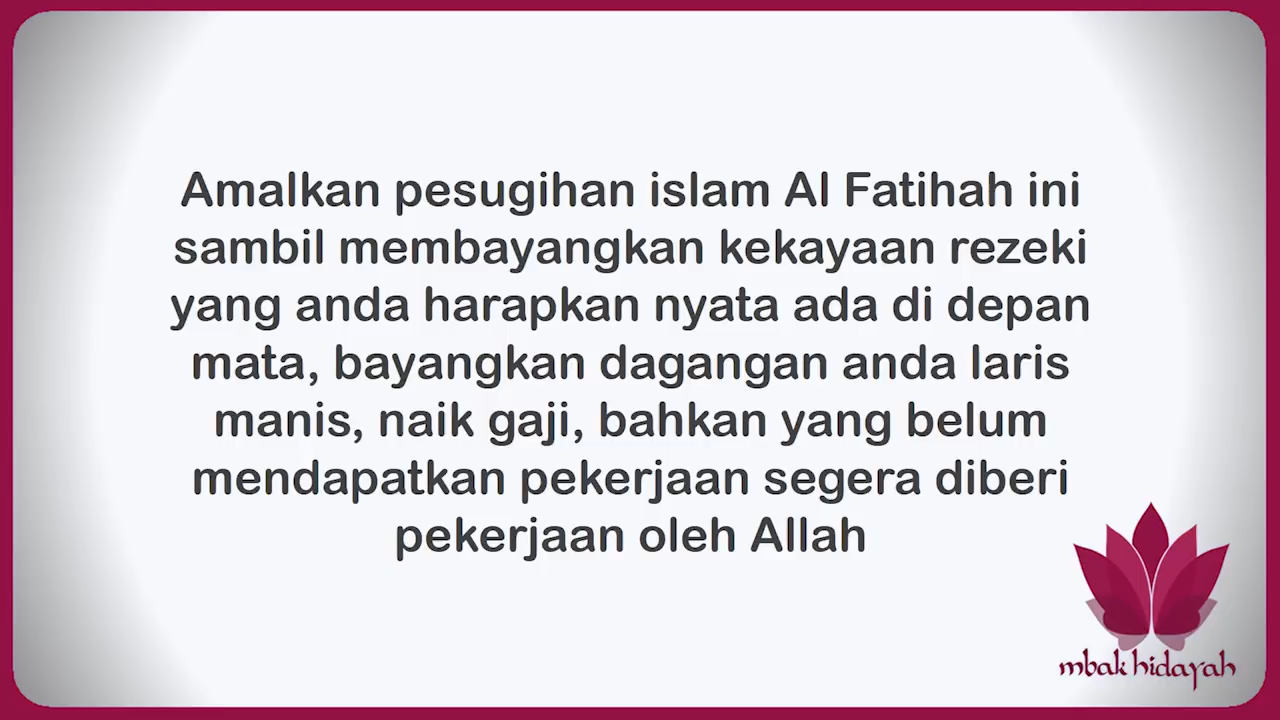 Amalkan pesugihan islam Al Fatihah ini
sambil membayangkan kekayaan rezeki
yang anda harapkan nyata ada di depan
mata, bayangkan dagangan anda laris
manis, naik gaji, bahkan yang belum
mendapatkan pekerjaan segera diberi
pekerjaan oleh Allah
mbak hidayah